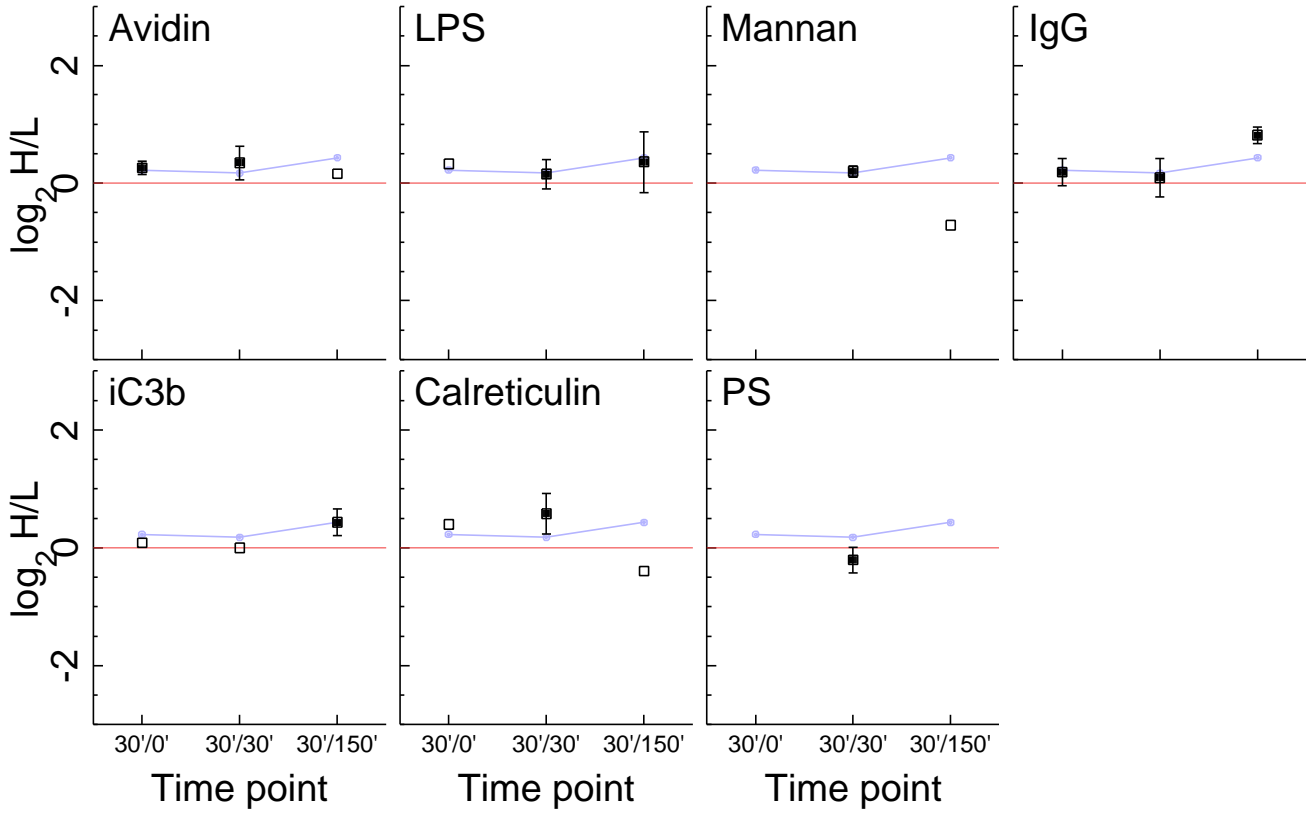 Avidin
LPS
Mannan
IgG
log2 H/L
2
0
-2
iC3b
Calreticulin
PS
log2 H/L
2
0
-2
30'/0' 30'/30' 30'/150'
30'/0' 30'/30' 30'/150'
30'/0' 30'/30' 30'/150'
Time point
Time point
Time point